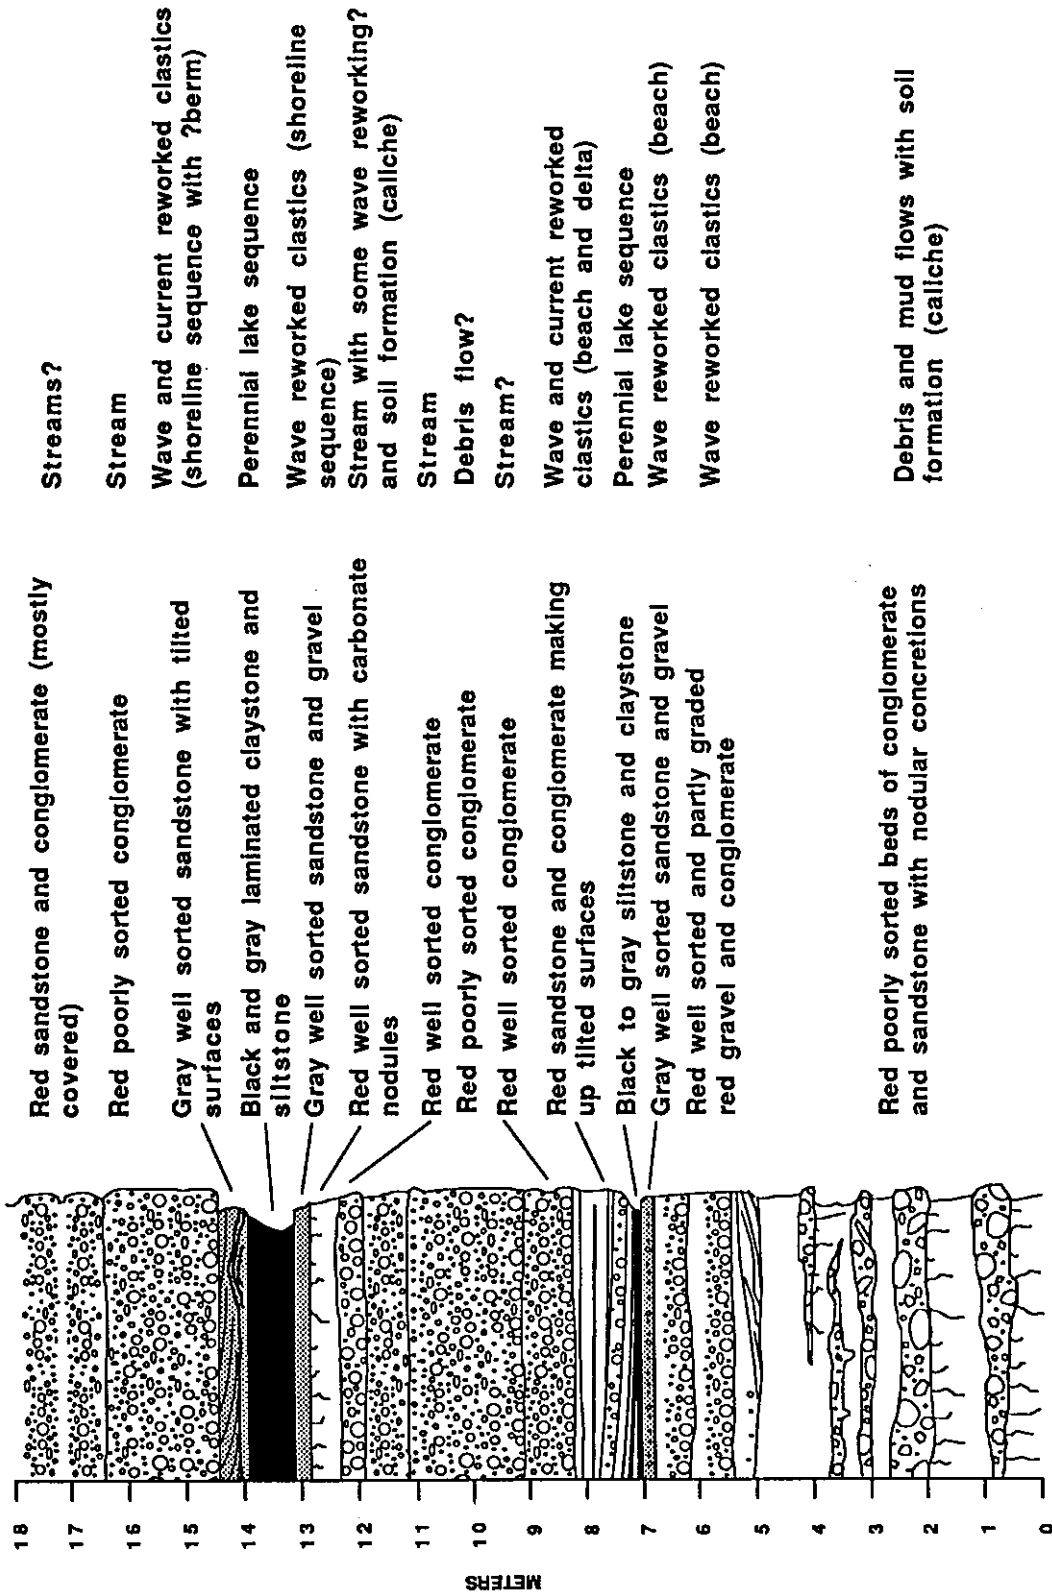 Red sandstone and conglomerate (mostly
covered)
Streams?
Red poorly sorted conglomerate
Stream
Gray well sorted sandstone with tilted
surfaces
Wave and current reworked clastics
(shoreline sequence with ?berm)
Black and gray laminated claystone and
siltstone
Perennial lake sequence
Gray well sorted sandstone and gravel
Wave reworked clastics (shoreline
sequence)
Red well sorted sandstone with carbonate
nodules
Stream with some wave reworking?
and soil formation (caliche)
Red well sorted conglomerate
Stream
Red poorly sorted conglomerate
Debris flow?
Red well sorted conglomerate
Stream?
Red sandstone and conglomerate making
up tilted surfaces
Wave and current reworked
clastics (beach and delta)
Black to gray siltstone and claystone
Perennial lake sequence
Gray well sorted sandstone and gravel
Wave reworked clastics (beach)
Red well sorted and partly graded
red gravel and conglomerate
Wave reworked clastics (beach)
Red poorly sorted beds of conglomerate
and sandstone with nodular concretions
Debris and mud flows with soil
formation (caliche)
18
17
16
15
14
13
12
11
10
9
8
7
6
5
4
3
2
1
0
METERS